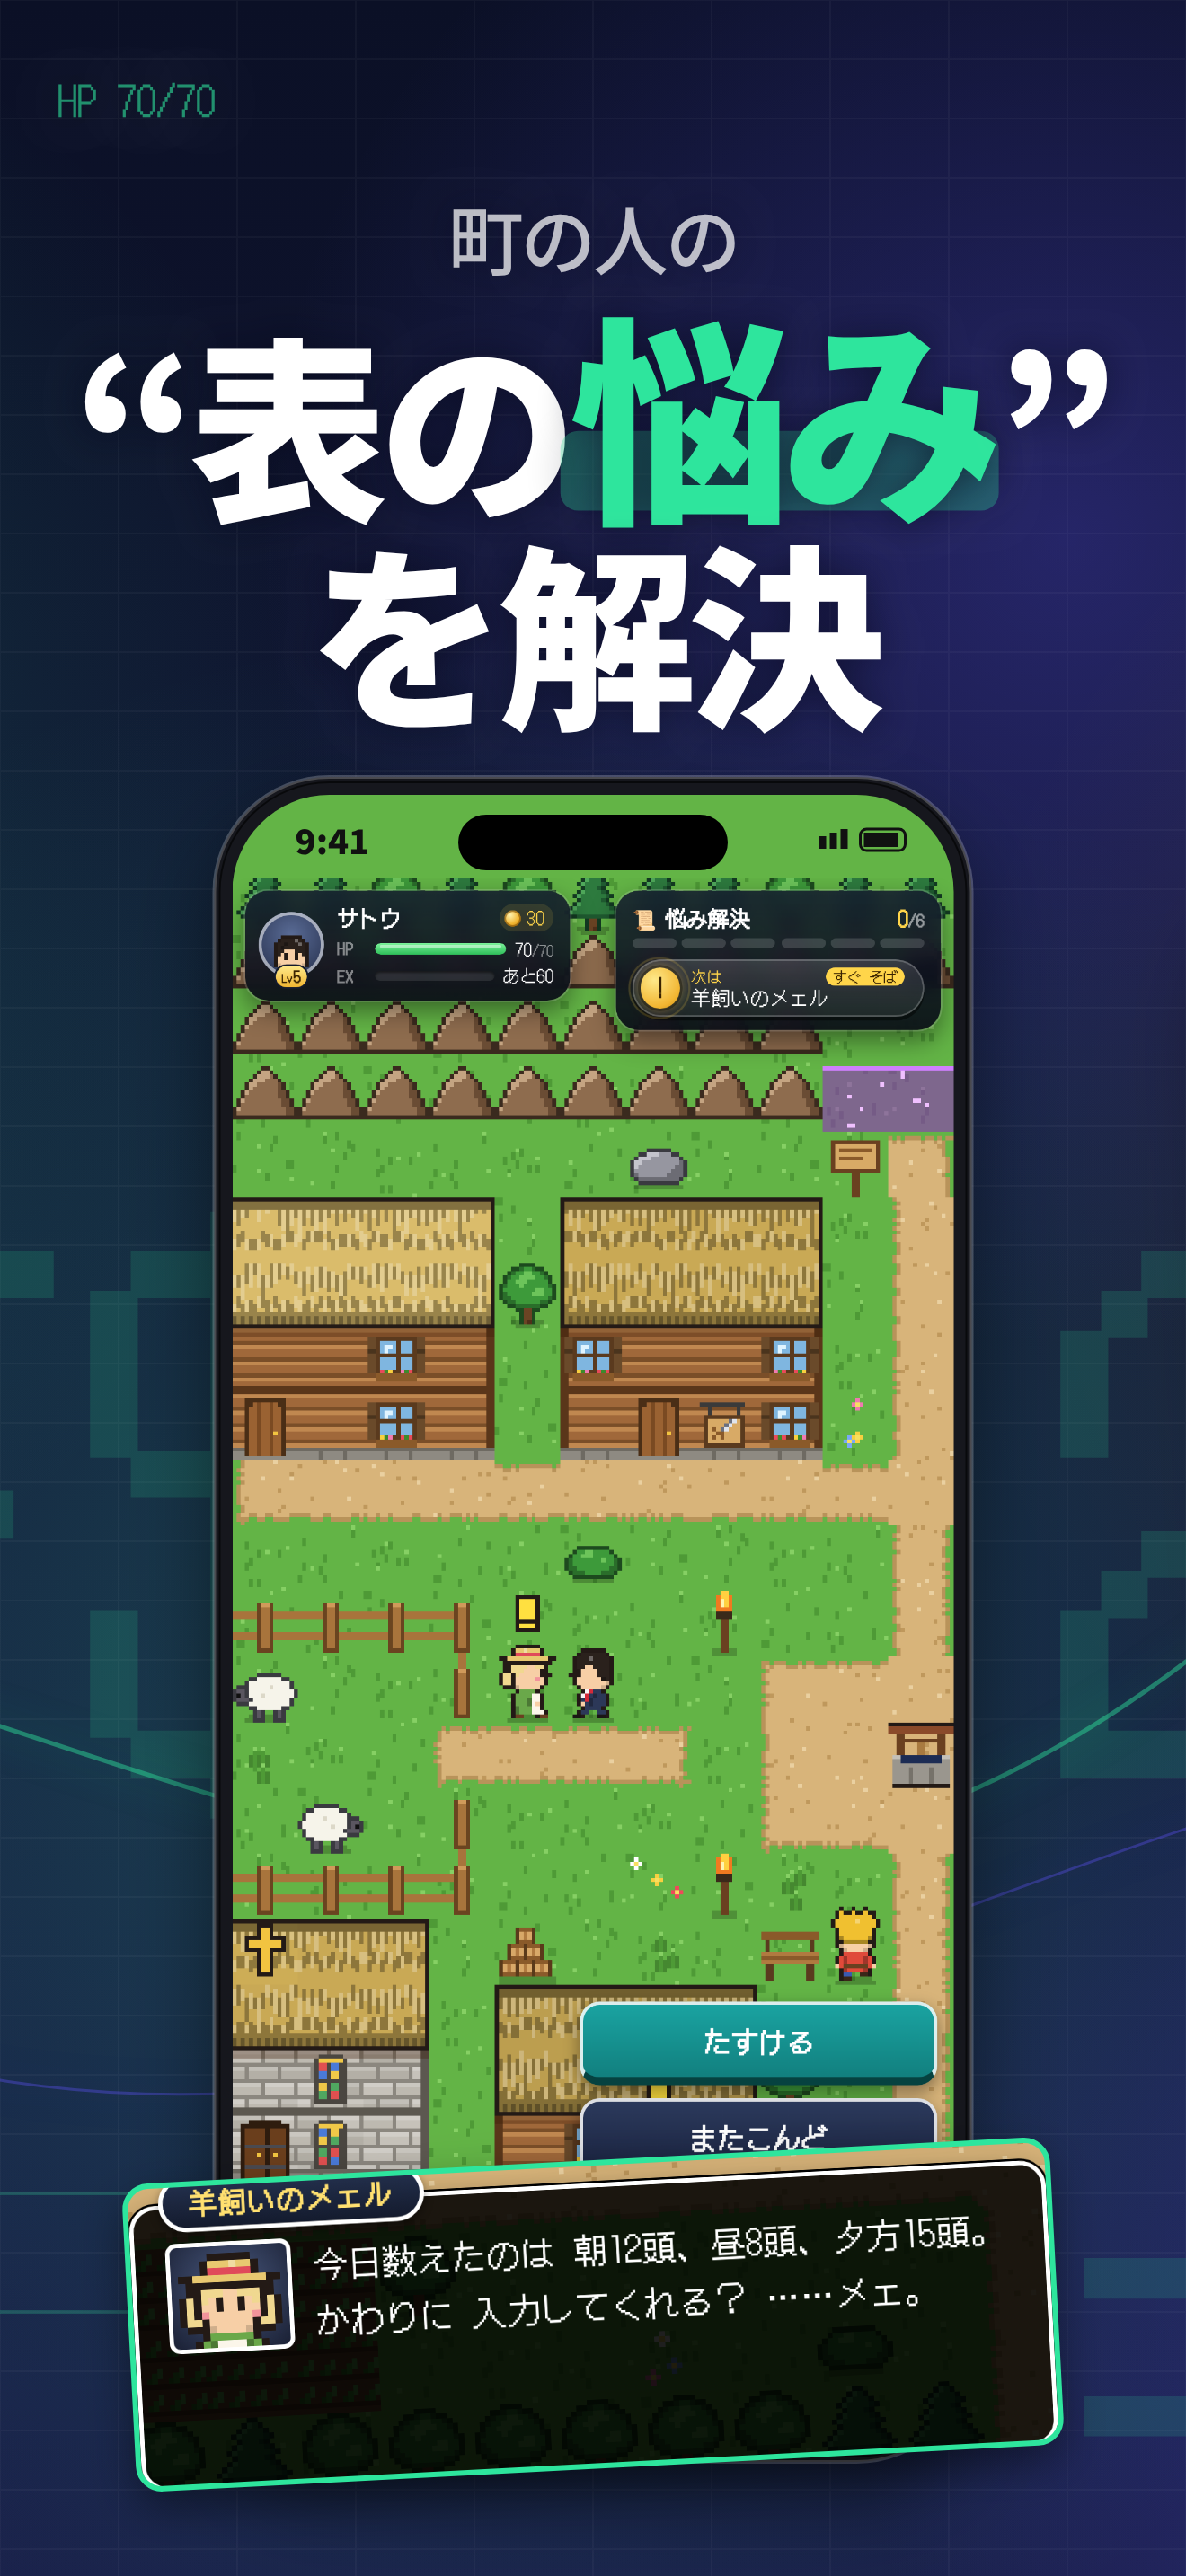 HP 70/70
町の人の
“表の悩み”
を解決
9:41
サトウ 30
HP 70/70
Lv5
EX あと60
悩み解決 0/6
次は すぐ そば
羊飼いのメェル
たすける
またこんど
羊飼いのメェル
今日数えたのは 朝12頭、昼8頭、夕方15頭。
かわりに 入力してくれる? ……メェ。